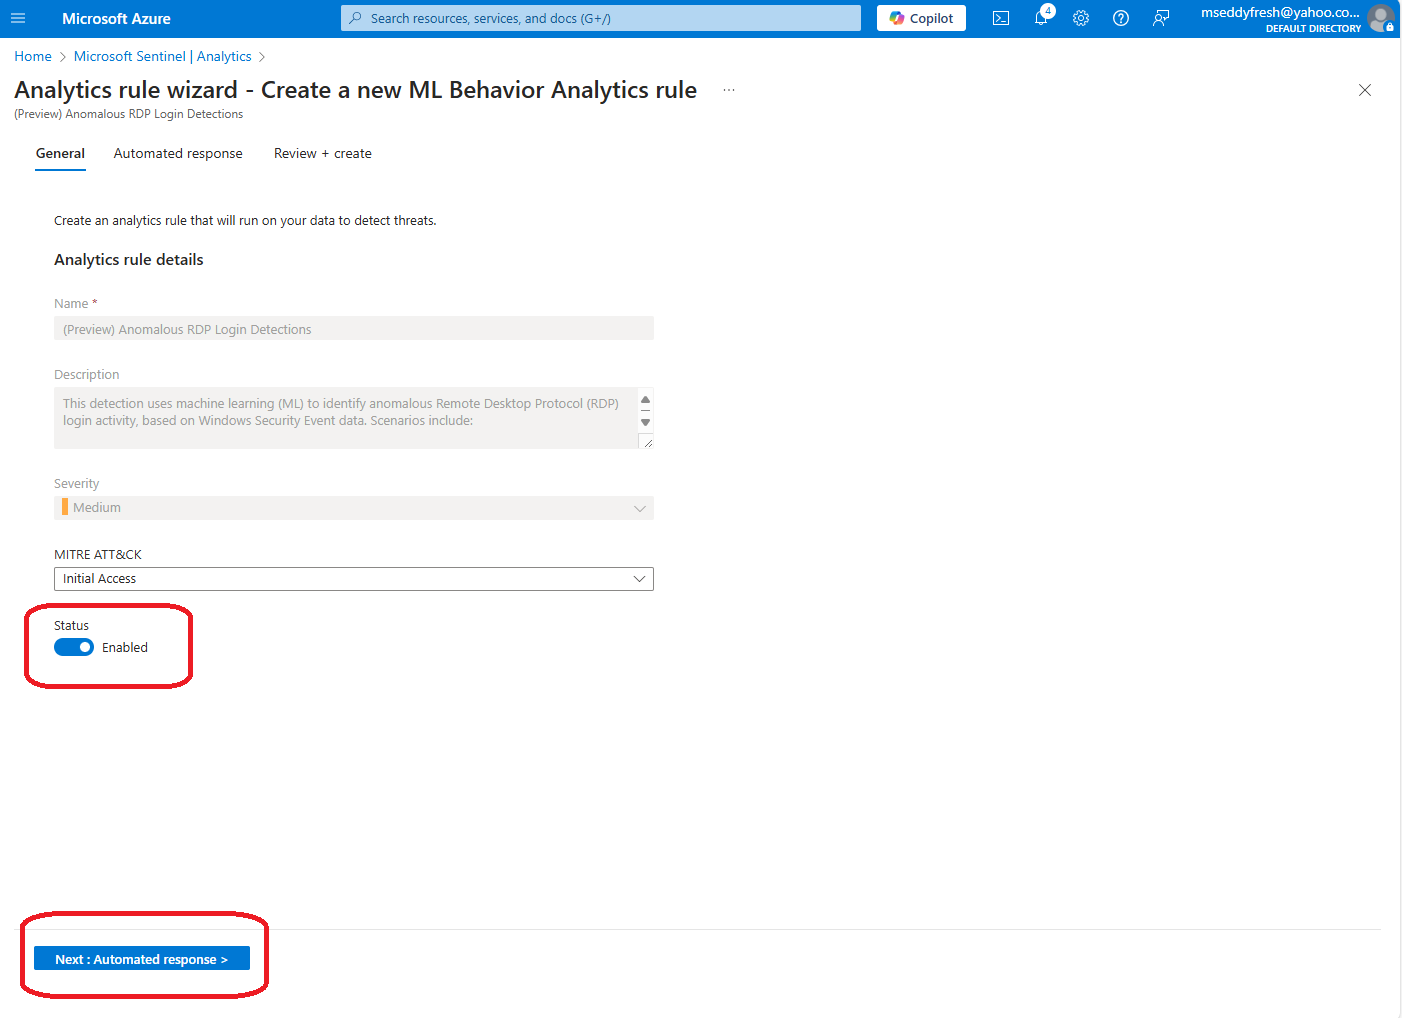 Microsoft Azure
Search resources, services, and docs (G+/)
Copilot
4
mseddyfresh@yahoo.co...
DEFAULT DIRECTORY
Home > Microsoft Sentinel | Analytics >
Analytics rule wizard - Create a new ML Behavior Analytics rule ...
(Preview) Anomalous RDP Login Detections
General Automated response Review + create
Create an analytics rule that will run on your data to detect threats.
Analytics rule details
Name *
(Preview) Anomalous RDP Login Detections
Description
This detection uses machine learning (ML) to identify anomalous Remote Desktop Protocol (RDP)
login activity, based on Windows Security Event data. Scenarios include:
Severity
Medium
MITRE ATT&CK
Initial Access
Status
Enabled
Next : Automated response >